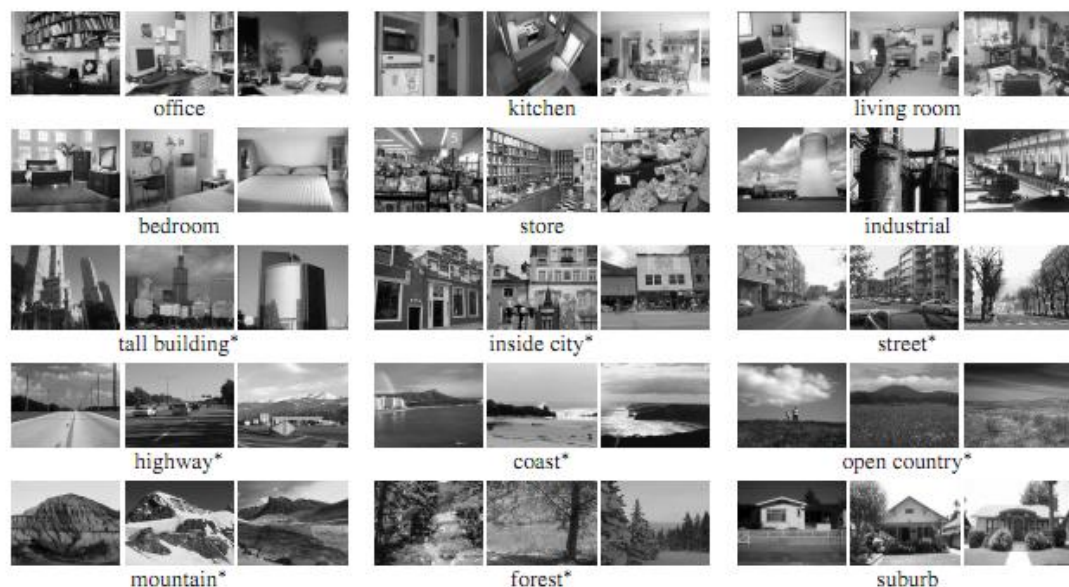 office kitchen living room
bedroom store industrial
tall building* inside city* street*
highway* coast* open country*
mountain* forest* suburb